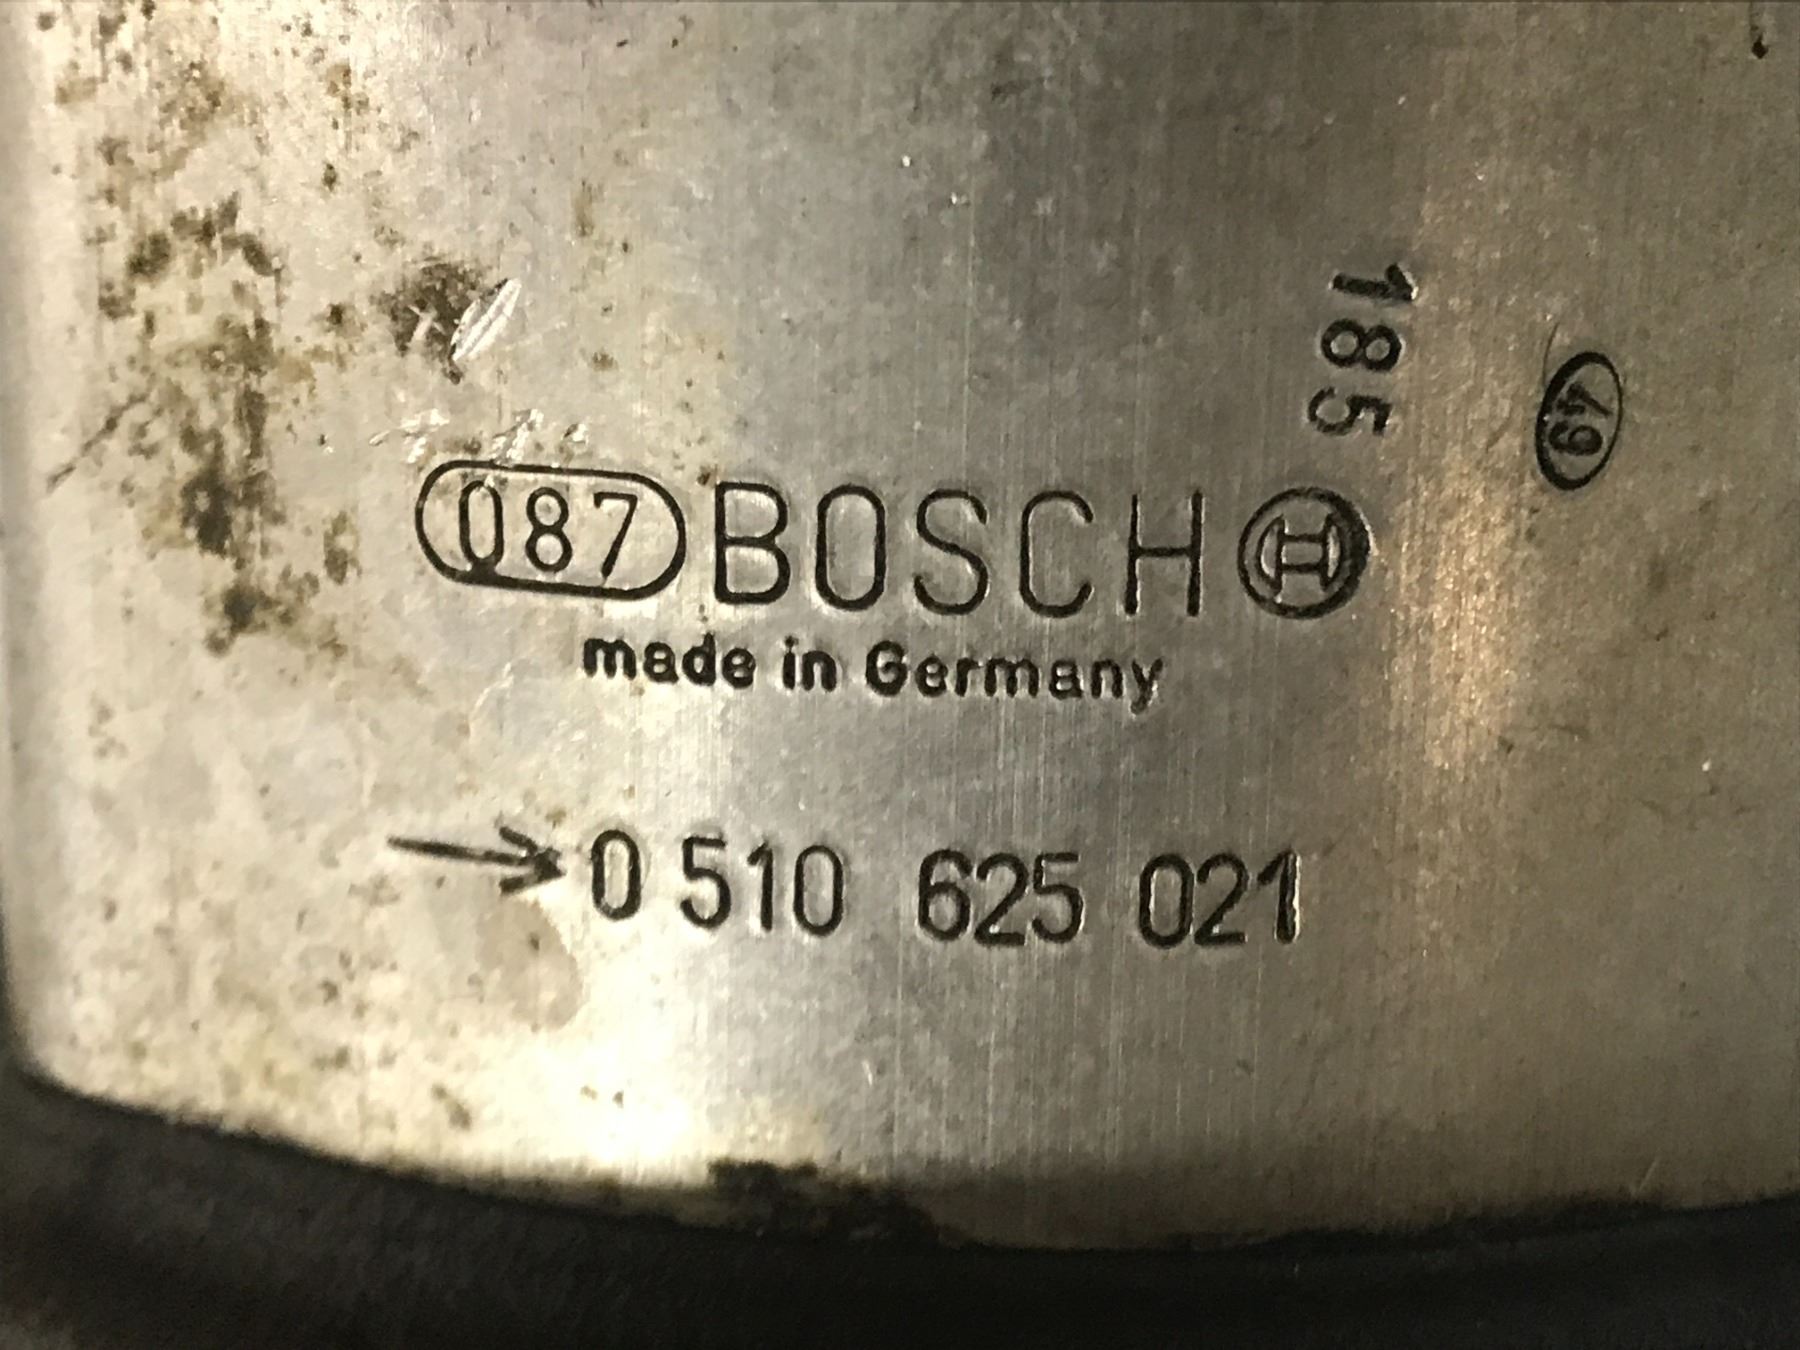 185
49
087 BOSCH
made in Germany
→ 0 510 625 021